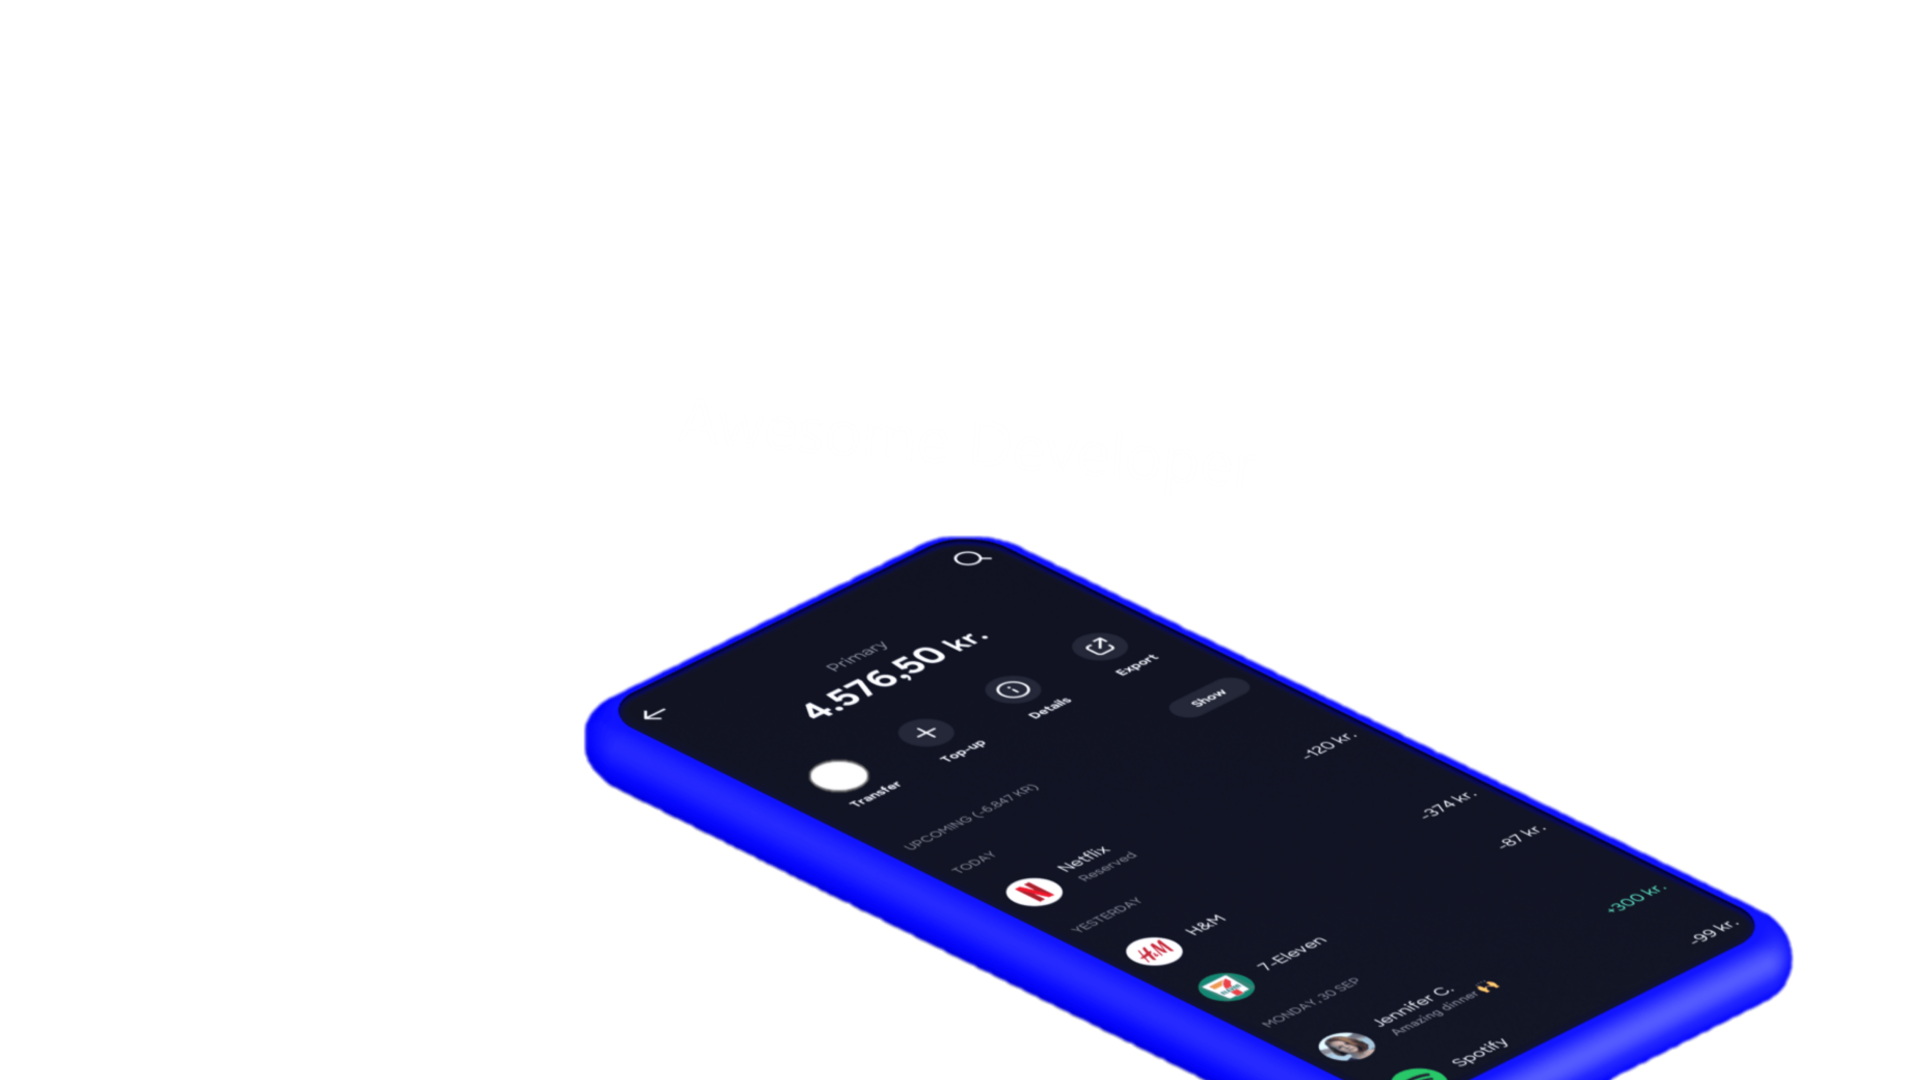 Primary
4.576,50 kr.
Transfer
Top-up
Details
Export
UPCOMING (-6.847 KR)
Show
TODAY
N
Netflix
Reserved
-120 kr.
YESTERDAY
H&M
H&M
-374 kr.
7-Eleven
-87 kr.
MONDAY, 30 SEP
Jennifer C.
Amazing dinner 🙌
+300 kr.
Spotify
-99 kr.